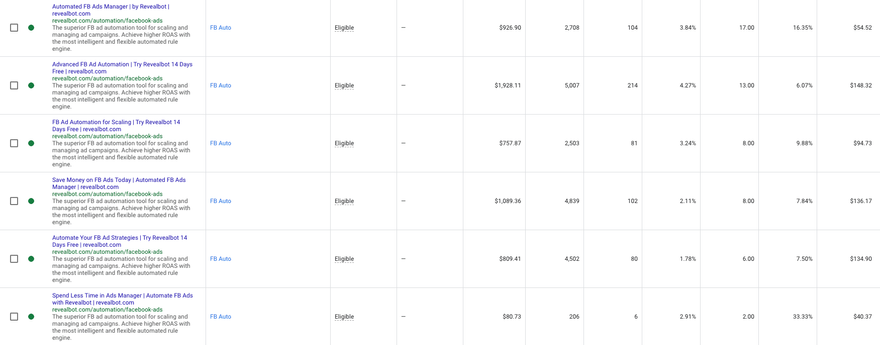 Automated FB Ads Manager | by Revealbot |
revealbot.com
revealbot.com/automation/facebook-ads
The superior FB ad automation tool for scaling and
managing ad campaigns. Achieve higher ROAS with
the most intelligent and flexible automated rule
engine.
FB Auto
Eligible
—
$926.90
2,708
104
3.84%
17.00
16.35%
$54.52
Advanced FB Ad Automation | Try Revealbot 14 Days
Free | revealbot.com
revealbot.com/automation/facebook-ads
The superior FB ad automation tool for scaling and
managing ad campaigns. Achieve higher ROAS with
the most intelligent and flexible automated rule
engine.
FB Auto
Eligible
—
$1,928.11
5,007
214
4.27%
13.00
6.07%
$148.32
FB Ad Automation for Scaling | Try Revealbot 14
Days Free | revealbot.com
revealbot.com/automation/facebook-ads
The superior FB ad automation tool for scaling and
managing ad campaigns. Achieve higher ROAS with
the most intelligent and flexible automated rule
engine.
FB Auto
Eligible
—
$757.87
2,503
81
3.24%
8.00
9.88%
$94.73
Save Money on FB Ads Today | Automated FB Ads
Manager | revealbot.com
revealbot.com/automation/facebook-ads
The superior FB ad automation tool for scaling and
managing ad campaigns. Achieve higher ROAS with
the most intelligent and flexible automated rule
engine.
FB Auto
Eligible
—
$1,089.36
4,839
102
2.11%
8.00
7.84%
$136.17
Automate Your FB Ad Strategies | Try Revealbot 14
Days Free | revealbot.com
revealbot.com/automation/facebook-ads
The superior FB ad automation tool for scaling and
managing ad campaigns. Achieve higher ROAS with
the most intelligent and flexible automated rule
engine.
FB Auto
Eligible
—
$809.41
4,502
80
1.78%
6.00
7.50%
$134.90
Spend Less Time in Ads Manager | Automate FB Ads
with Revealbot | revealbot.com
revealbot.com/automation/facebook-ads
The superior FB ad automation tool for scaling and
managing ad campaigns. Achieve higher ROAS with
the most intelligent and flexible automated rule
engine.
FB Auto
Eligible
—
$80.73
206
6
2.91%
2.00
33.33%
$40.37